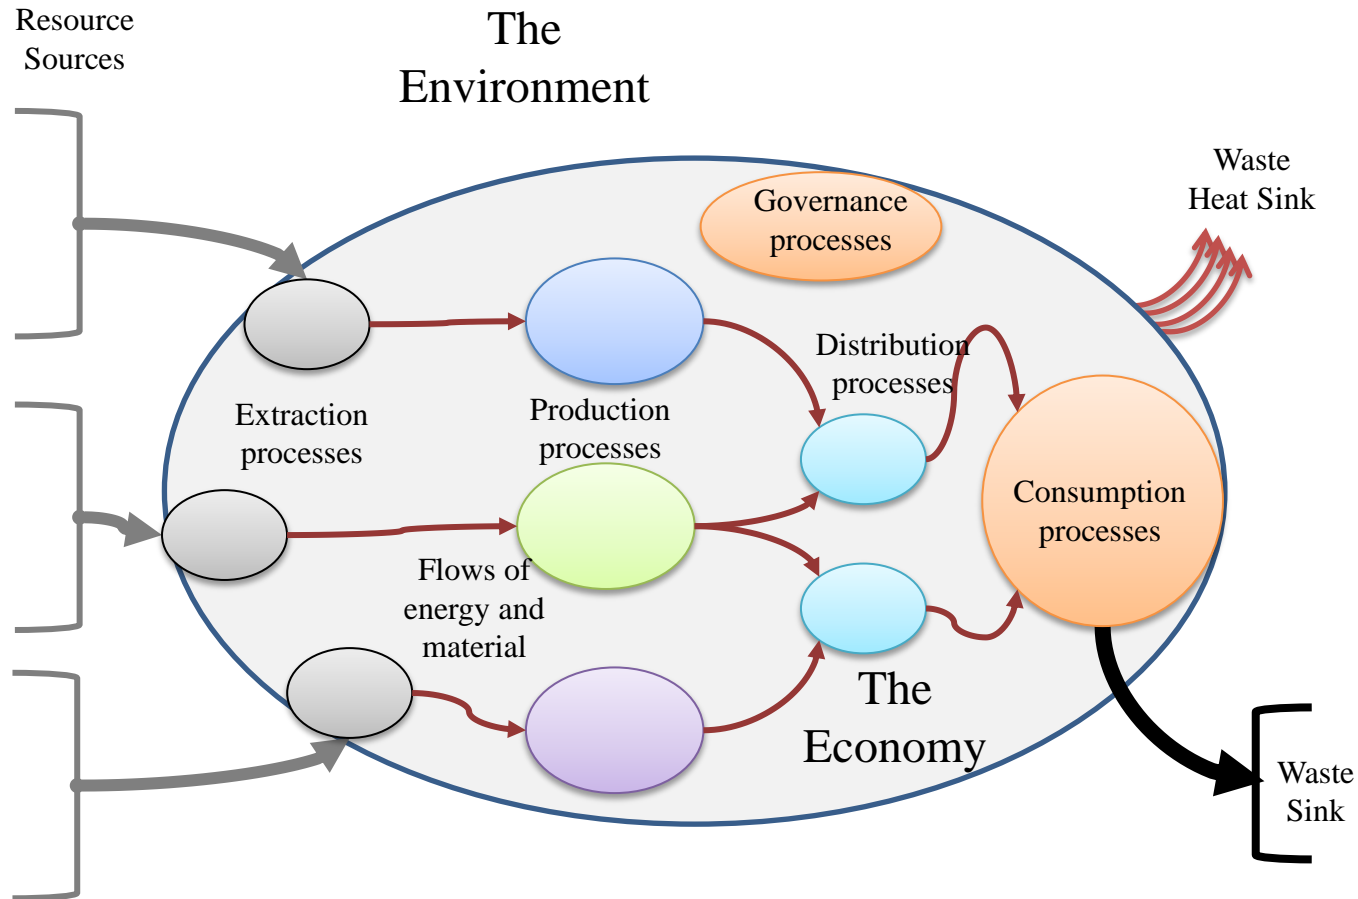 Resource
Sources
The
Environment
Waste
Heat Sink
Governance
processes
Distribution
processes
Extraction
processes
Production
processes
Consumption
processes
Flows of
energy and
material
The
Economy
Waste
Sink